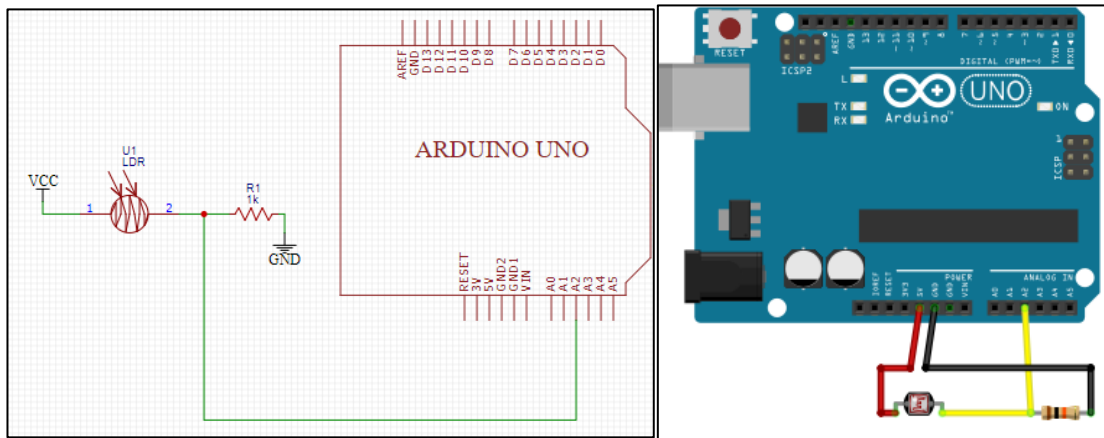 AREF
GND
D13
D12
D11
D10
D9
D8
D7
D6
D5
D4
D3
D2
D1
D0
ARDUINO UNO
U1
LDR
VCC
1
2
R1
1k
GND
RESET
3V
5V
GND2
GND1
VIN
A0
A1
A2
A3
A4
A5
RESET
ICSP2
AREF
GND
13
12
~11
~10
~9
8
7
~6
~5
4
~3
2
TXD▶1
RXD◀0
DIGITAL (PWM=~)
L
TX
RX
UNO
Arduino™
ON
ICSP
IOREF
RESET
3V3
5V
GND
GND
VIN
POWER
ANALOG IN
A0
A1
A2
A3
A4
A5